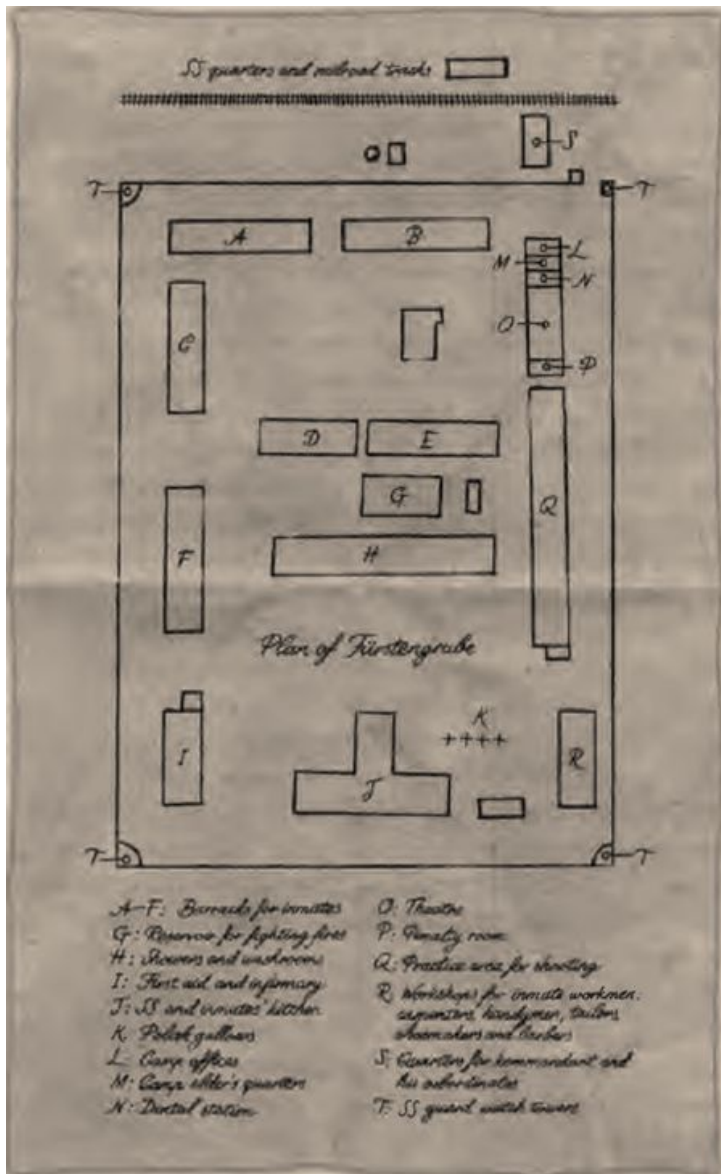 SS quarters and railroad tracks
S
T
T
A
B
L
M
N
C
O
P
D
E
G
Q
H
F
Plan of Fürstengrube
K
I
J
R
T
T
A–F: Barracks for inmates
G: Reservoir for fighting fires
H: Showers and washrooms
I: First aid and infirmary
J: SS and inmates' kitchen
K: Polish gallows
L: Camp offices
M: Camp elder's quarters
N: Dental station
O: Theatre
P: Penalty room
Q: Practice area for shooting
R: Workshops for inmate workmen:
carpenters, handymen, tailors,
shoemakers and barbers
S: Quarters for kommandant and
his subordinates
T: SS guard watch towers